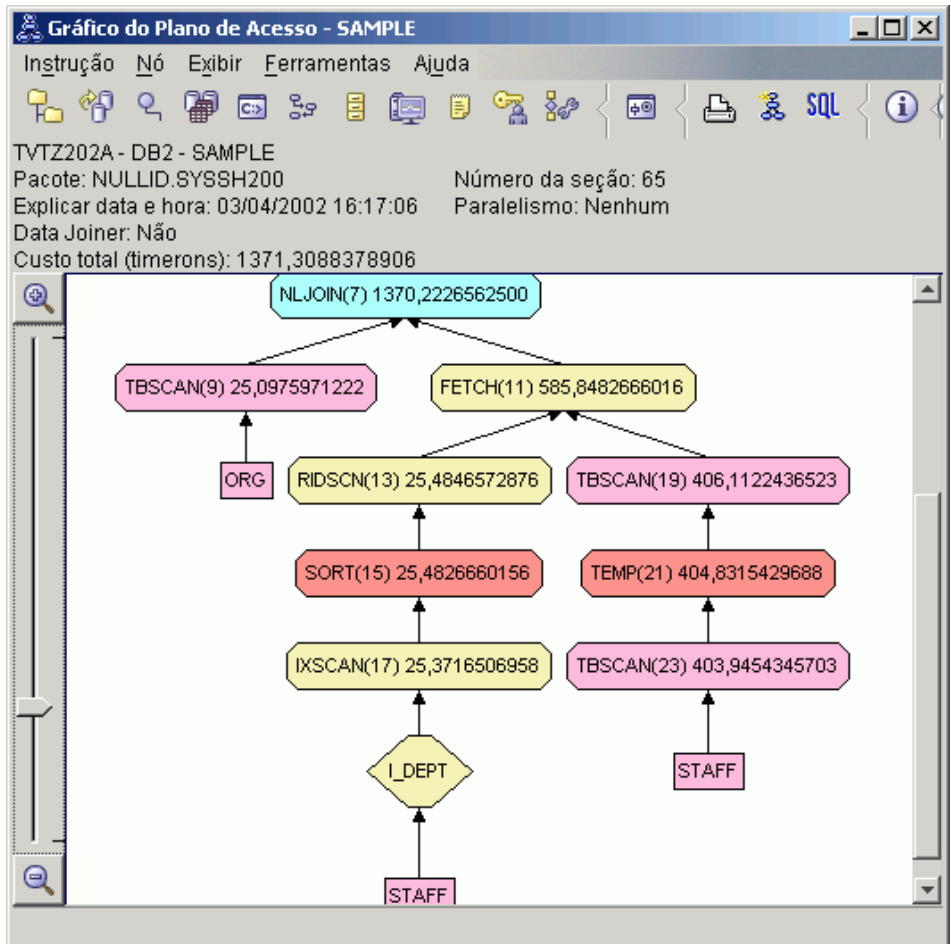 Gráfico do Plano de Acesso - SAMPLE
Instrução Nó Exibir Ferramentas Ajuda
C:> SQL
TVTZ202A - DB2 - SAMPLE
Pacote: NULLID.SYSSH200 Número da seção: 65
Explicar data e hora: 03/04/2002 16:17:06 Paralelismo: Nenhum
Data Joiner: Não
Custo total (timerons): 1371,3088378906
NLJOIN(7) 1370,2226562500
TBSCAN(9) 25,0975971222 FETCH(11) 585,8482666016
ORG RIDSCN(13) 25,4846572876 TBSCAN(19) 406,1122436523
SORT(15) 25,4826660156 TEMP(21) 404,8315429688
IXSCAN(17) 25,3716506958 TBSCAN(23) 403,9454345703
I_DEPT STAFF
STAFF